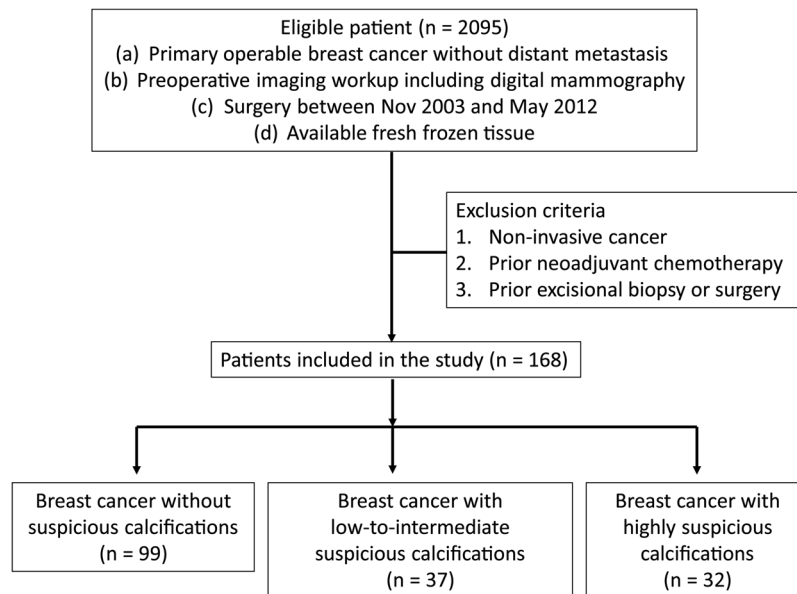 Eligible patient (n = 2095)
(a) Primary operable breast cancer without distant metastasis
(b) Preoperative imaging workup including digital mammography
(c) Surgery between Nov 2003 and May 2012
(d) Available fresh frozen tissue
Exclusion criteria
1. Non-invasive cancer
2. Prior neoadjuvant chemotherapy
3. Prior excisional biopsy or surgery
Patients included in the study (n = 168)
Breast cancer without
suspicious calcifications
(n = 99)
Breast cancer with
low-to-intermediate
suspicious calcifications
(n = 37)
Breast cancer with
highly suspicious
calcifications
(n = 32)